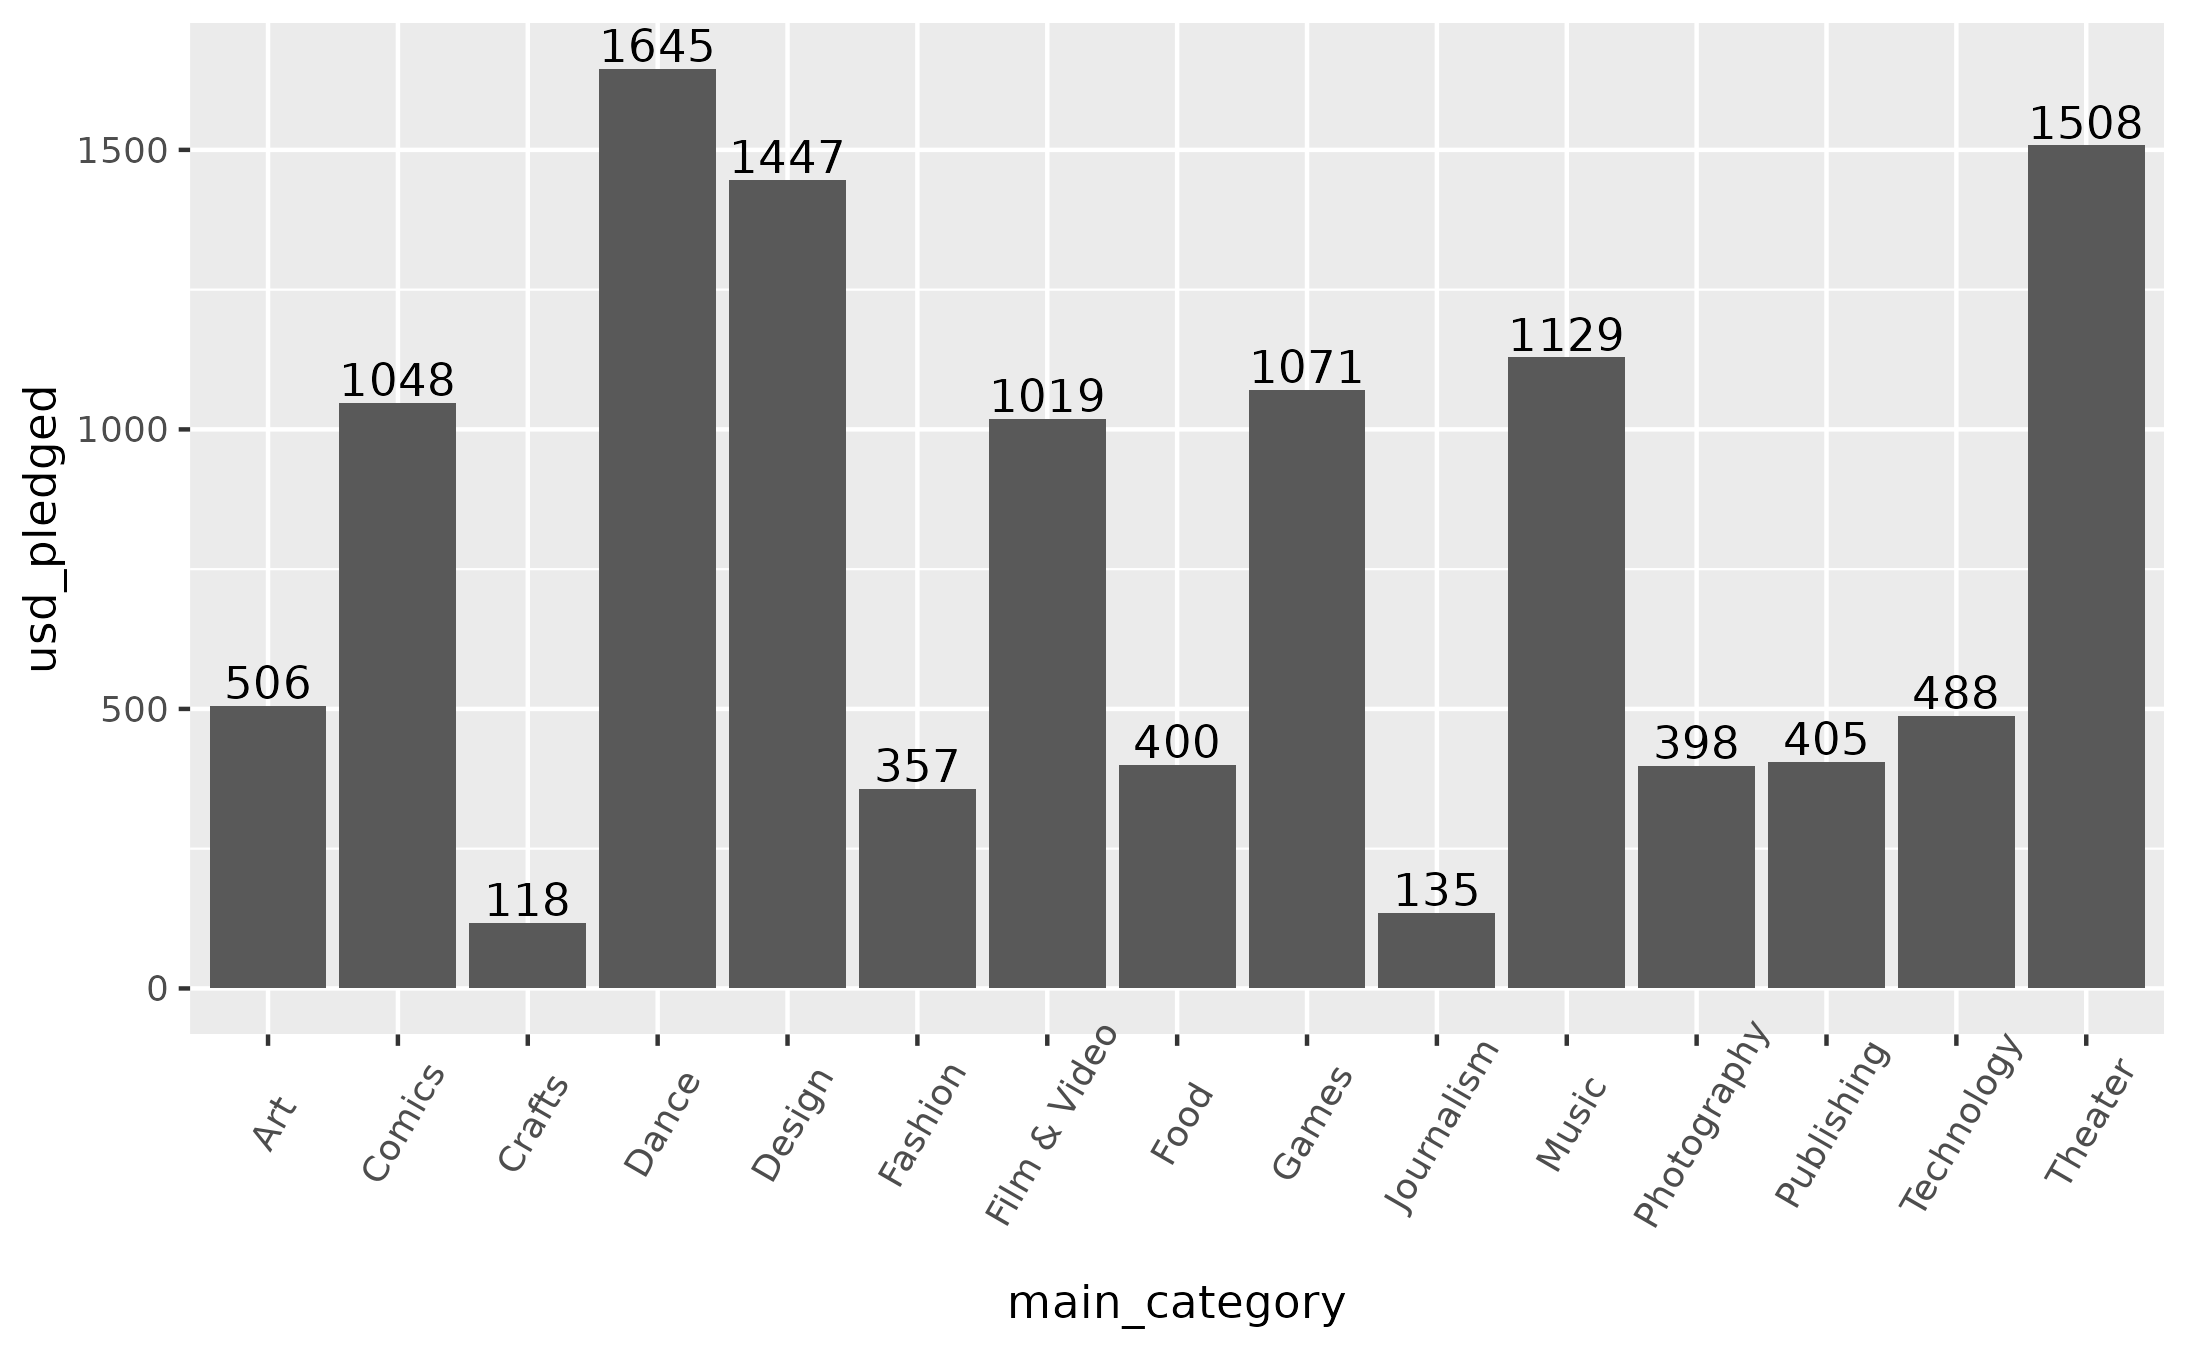 1645
1508
1500
1447
1129
1071
1048
1019
1000
usd_pledged
506
500
488
405
400
398
357
135
118
0
Art
Comics
Crafts
Dance
Design
Fashion
Film & Video
Food
Games
Journalism
Music
Photography
Publishing
Technology
Theater
main_category